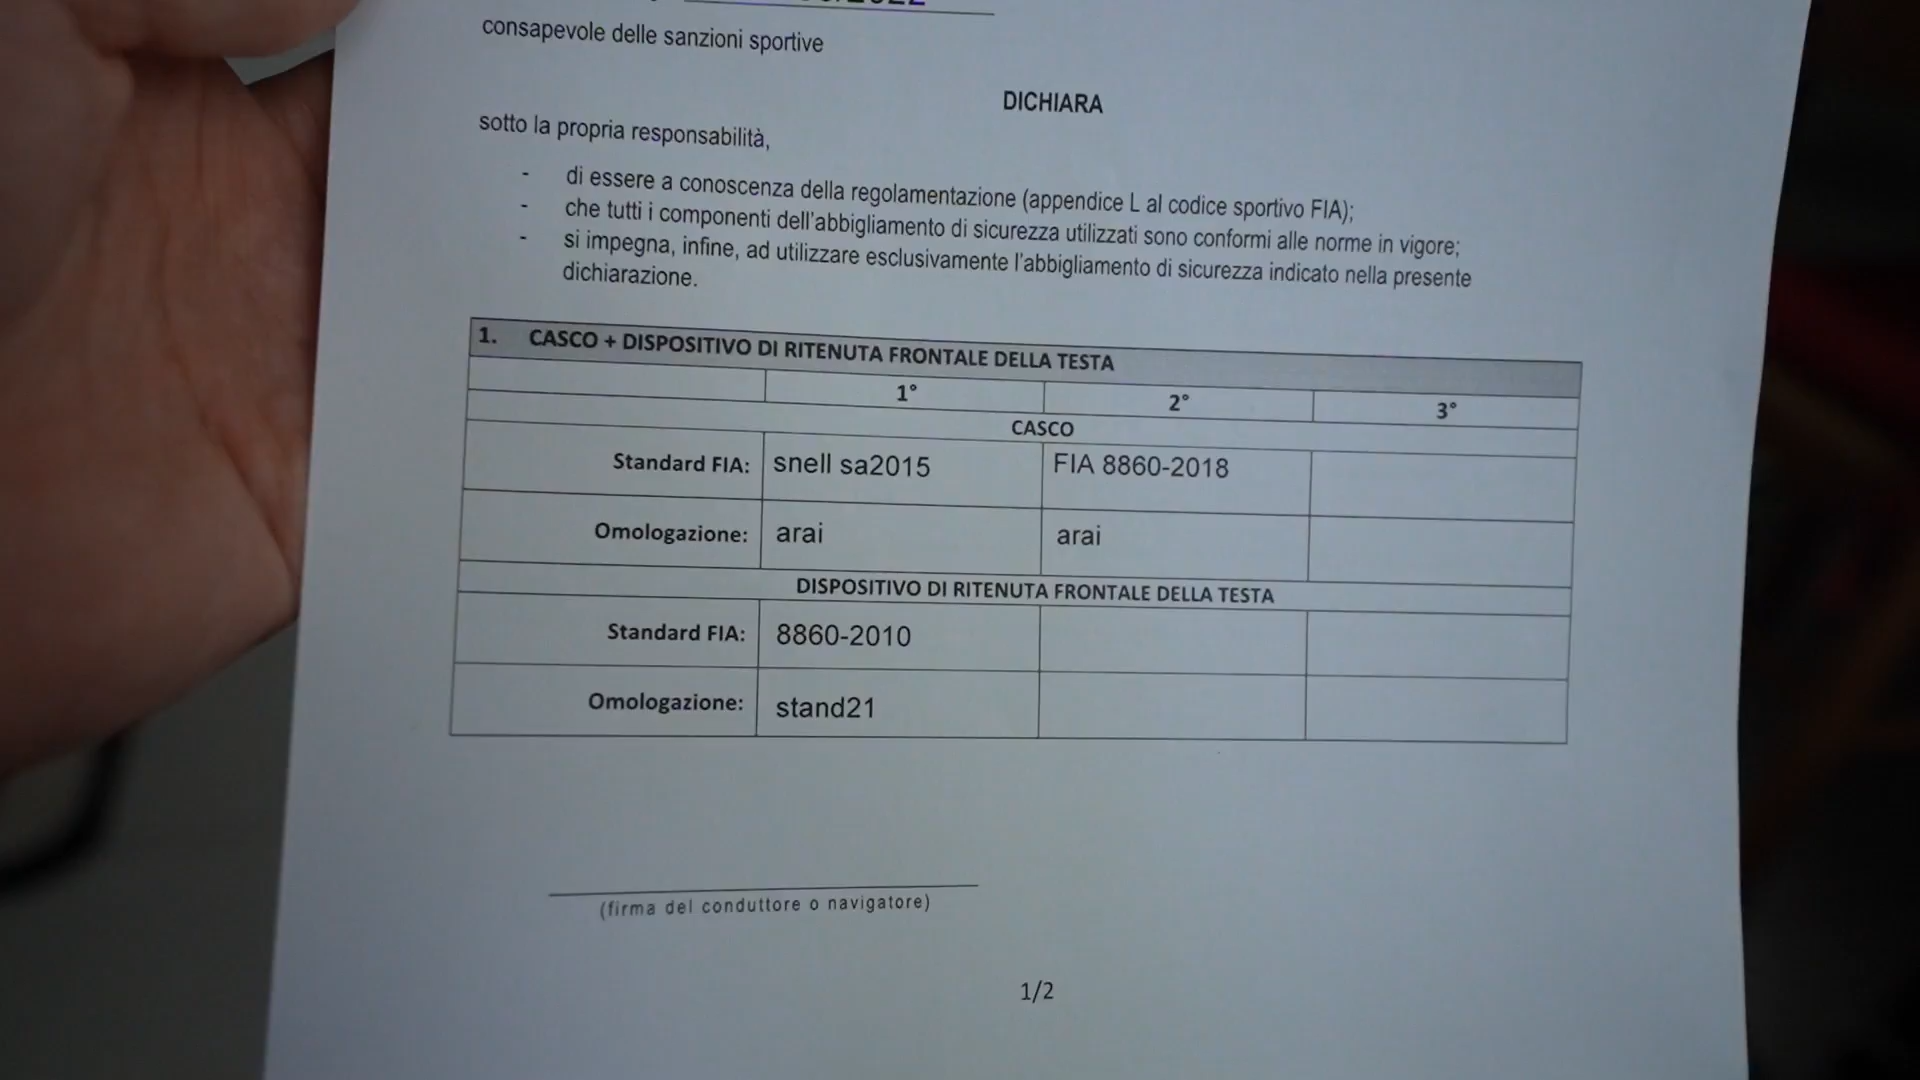 consapevole delle sanzioni sportive
DICHIARA
sotto la propria responsabilità,
- di essere a conoscenza della regolamentazione (appendice L al codice sportivo FIA);
- che tutti i componenti dell'abbigliamento di sicurezza utilizzati sono conformi alle norme in vigore;
- si impegna, infine, ad utilizzare esclusivamente l'abbigliamento di sicurezza indicato nella presente
dichiarazione.
1. CASCO + DISPOSITIVO DI RITENUTA FRONTALE DELLA TESTA
1° 2° 3°
CASCO
Standard FIA: snell sa2015 FIA 8860-2018
Omologazione: arai arai
DISPOSITIVO DI RITENUTA FRONTALE DELLA TESTA
Standard FIA: 8860-2010
Omologazione: stand21
(firma del conduttore o navigatore)
1/2